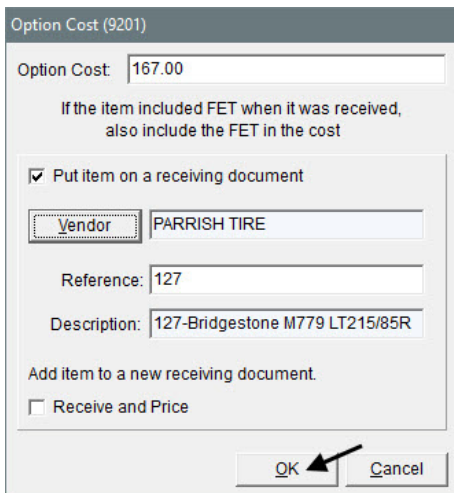 Option Cost (9201)
Option Cost: 167.00
If the item included FET when it was received,
also include the FET in the cost
Put item on a receiving document
Vendor PARRISH TIRE
Reference: 127
Description: 127-Bridgestone M779 LT215/85R
Add item to a new receiving document.
Receive and Price
OK Cancel